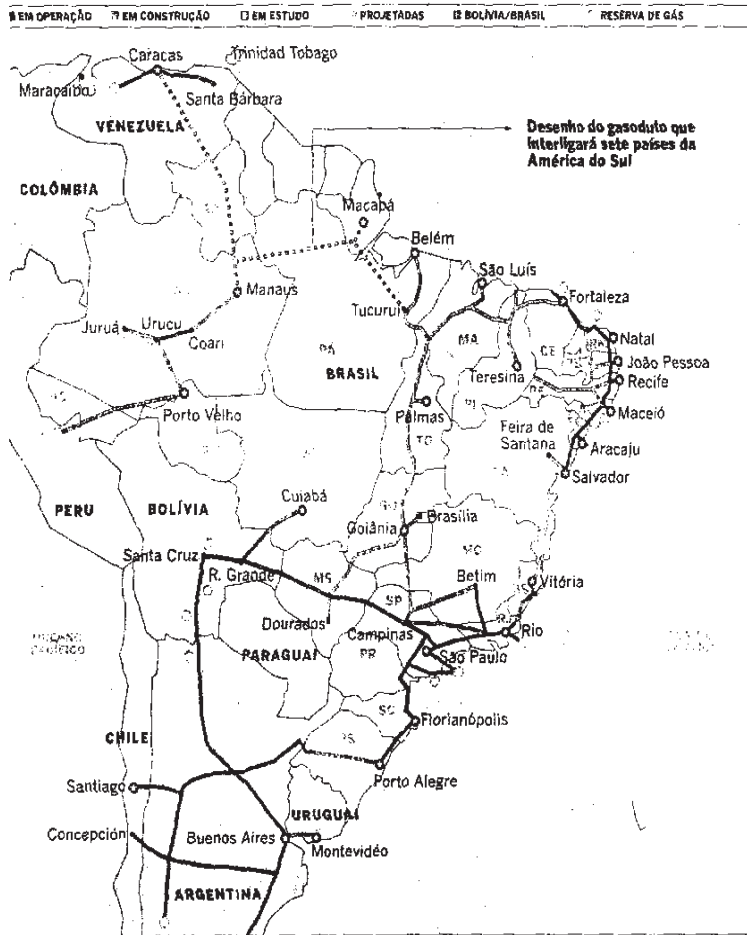 EM OPERAÇÃO EM CONSTRUÇÃO EM ESTUDO PROJETADAS BOLÍVIA/BRASIL RESERVA DE GÁS
Caracas
Trinidad Tobago
Maracaibo
Santa Bárbara
VENEZUELA
Desenho do gasoduto que
interligará sete países da
América do Sul
COLÔMBIA
Macapá
Belém
São Luís
Fortaleza
Manaus
Tucuruí
Juruá
Urucu
Coari
PA
MA
CE
Natal
João Pessoa
BRASIL
Teresina
Recife
PI
Porto Velho
Palmas
Maceió
TO
Feira de
Santana
Aracaju
Salvador
PERU
BOLÍVIA
Cuiabá
Goiânia
Brasília
Santa Cruz
R. Grande
MS
MG
Betim
Vitória
ES
SP
Dourados
Campinas
RJ
Rio
São Paulo
OCEANO
PACÍFICO
PARAGUAI
PR
SC
Florianópolis
CHILE
RS
Santiago
Porto Alegre
URUGUAI
Concepción
Buenos Aires
Montevidéo
ARGENTINA